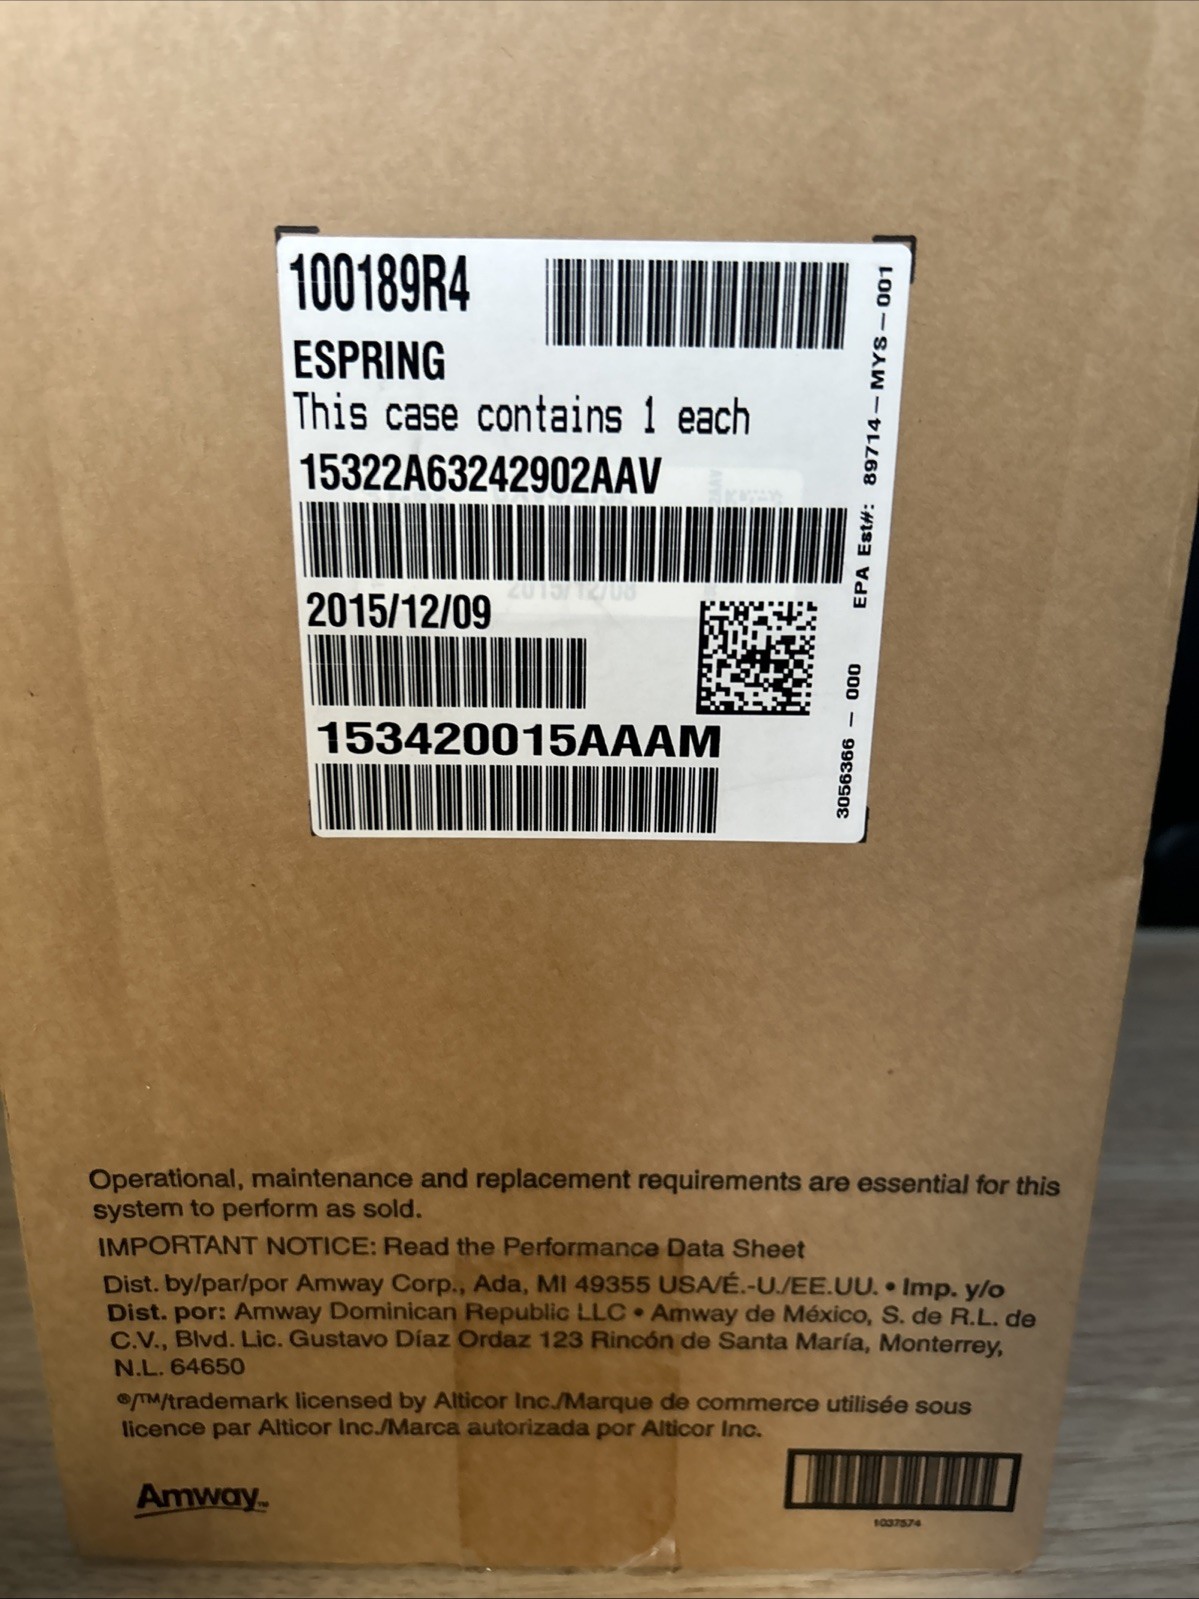 100189R4
ESPRING
This case contains 1 each
15322A63242902AAV
2015/12/09
153420015AAAM
EPA Est#: 89714-MYS-001
3056366 - 000
2015/12/08
Operational, maintenance and replacement requirements are essential for this
system to perform as sold.
IMPORTANT NOTICE: Read the Performance Data Sheet
Dist. by/par/por Amway Corp., Ada, MI 49355 USA/É.-U./EE.UU. • Imp. y/o
Dist. por: Amway Dominican Republic LLC • Amway de México, S. de R.L. de
C.V., Blvd. Lic. Gustavo Díaz Ordaz 123 Rincón de Santa María, Monterrey,
N.L. 64650
®/™/trademark licensed by Alticor Inc./Marque de commerce utilisée sous
licence par Alticor Inc./Marca autorizada por Alticor Inc.
Amway™
1037574